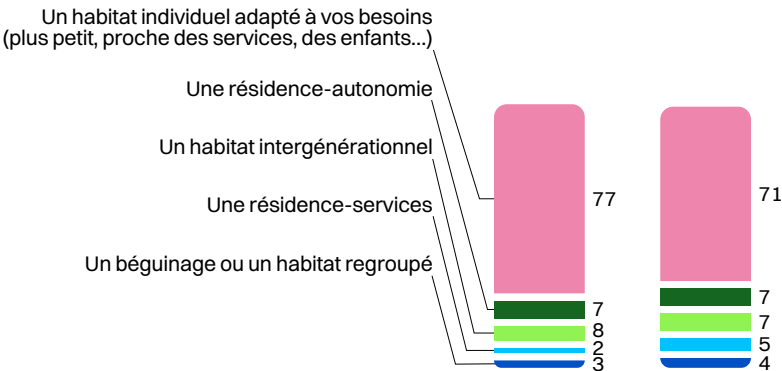 Un habitat individuel adapté à vos besoins
(plus petit, proche des services, des enfants...)
Une résidence-autonomie
Un habitat intergénérationnel
Une résidence-services
Un béguinage ou un habitat regroupé
77
7
8
2
3
71
7
7
5
4